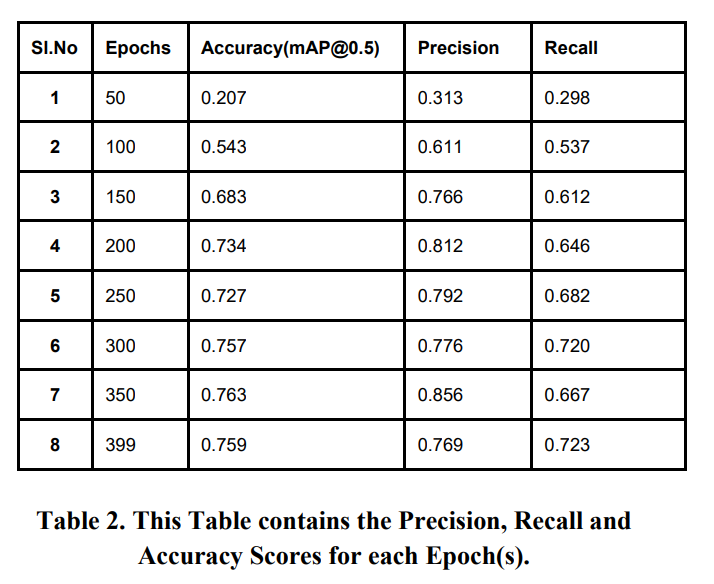 Sl.No Epochs Accuracy(mAP@0.5) Precision Recall
1 50 0.207 0.313 0.298
2 100 0.543 0.611 0.537
3 150 0.683 0.766 0.612
4 200 0.734 0.812 0.646
5 250 0.727 0.792 0.682
6 300 0.757 0.776 0.720
7 350 0.763 0.856 0.667
8 399 0.759 0.769 0.723
Table 2. This Table contains the Precision, Recall and
Accuracy Scores for each Epoch(s).